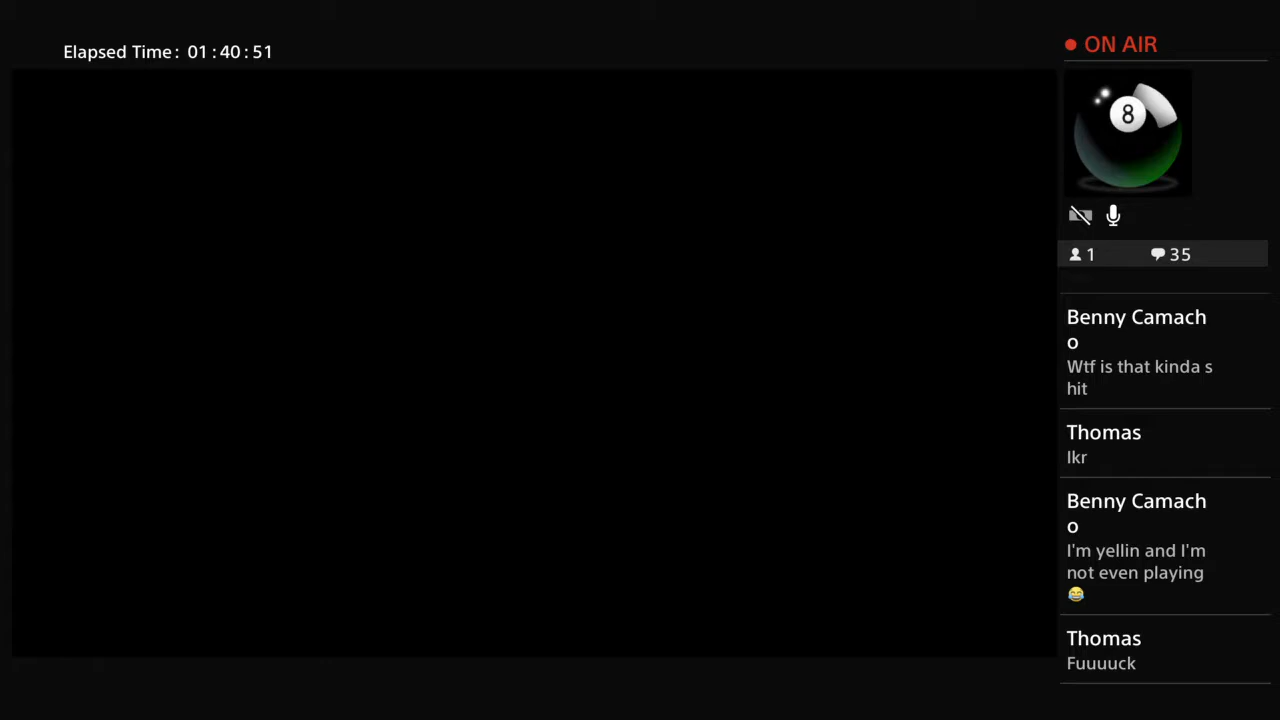 Elapsed Time: 01:40:51
ON AIR
8
1 35
Benny Camach
o
Wtf is that kinda s
hit
Thomas
Ikr
Benny Camach
o
I'm yellin and I'm
not even playing
😂
Thomas
Fuuuuck